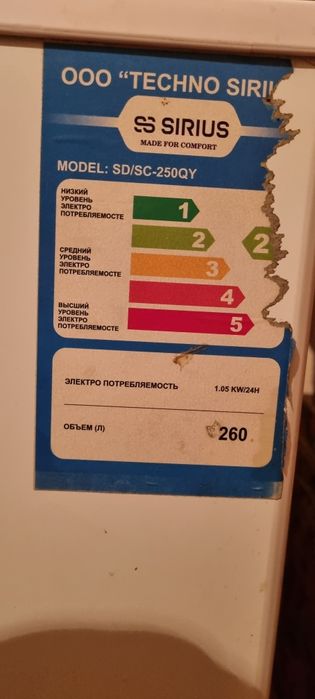 ООО “TECHNO SIRIU
SIRIUS
MADE FOR COMFORT
MODEL: SD/SC-250QY
НИЗКИЙ
УРОВЕНЬ
ЭЛЕКТРО
ПОТРЕБЛЯЕМОСТЕ
1
2
2
СРЕДНИЙ
УРОВЕНЬ
ЭЛЕКТРО
ПОТРЕБЛЯЕМОСТЕ
3
4
ВЫСШИЙ
УРОВЕНЬ
ЭЛЕКТРО
ПОТРЕБЛЯЕМОСТЕ
5
ЭЛЕКТРО ПОТРЕБЛЯЕМОСТЬ 1.05 KW/24H
ОБЪЕМ (Л) 260